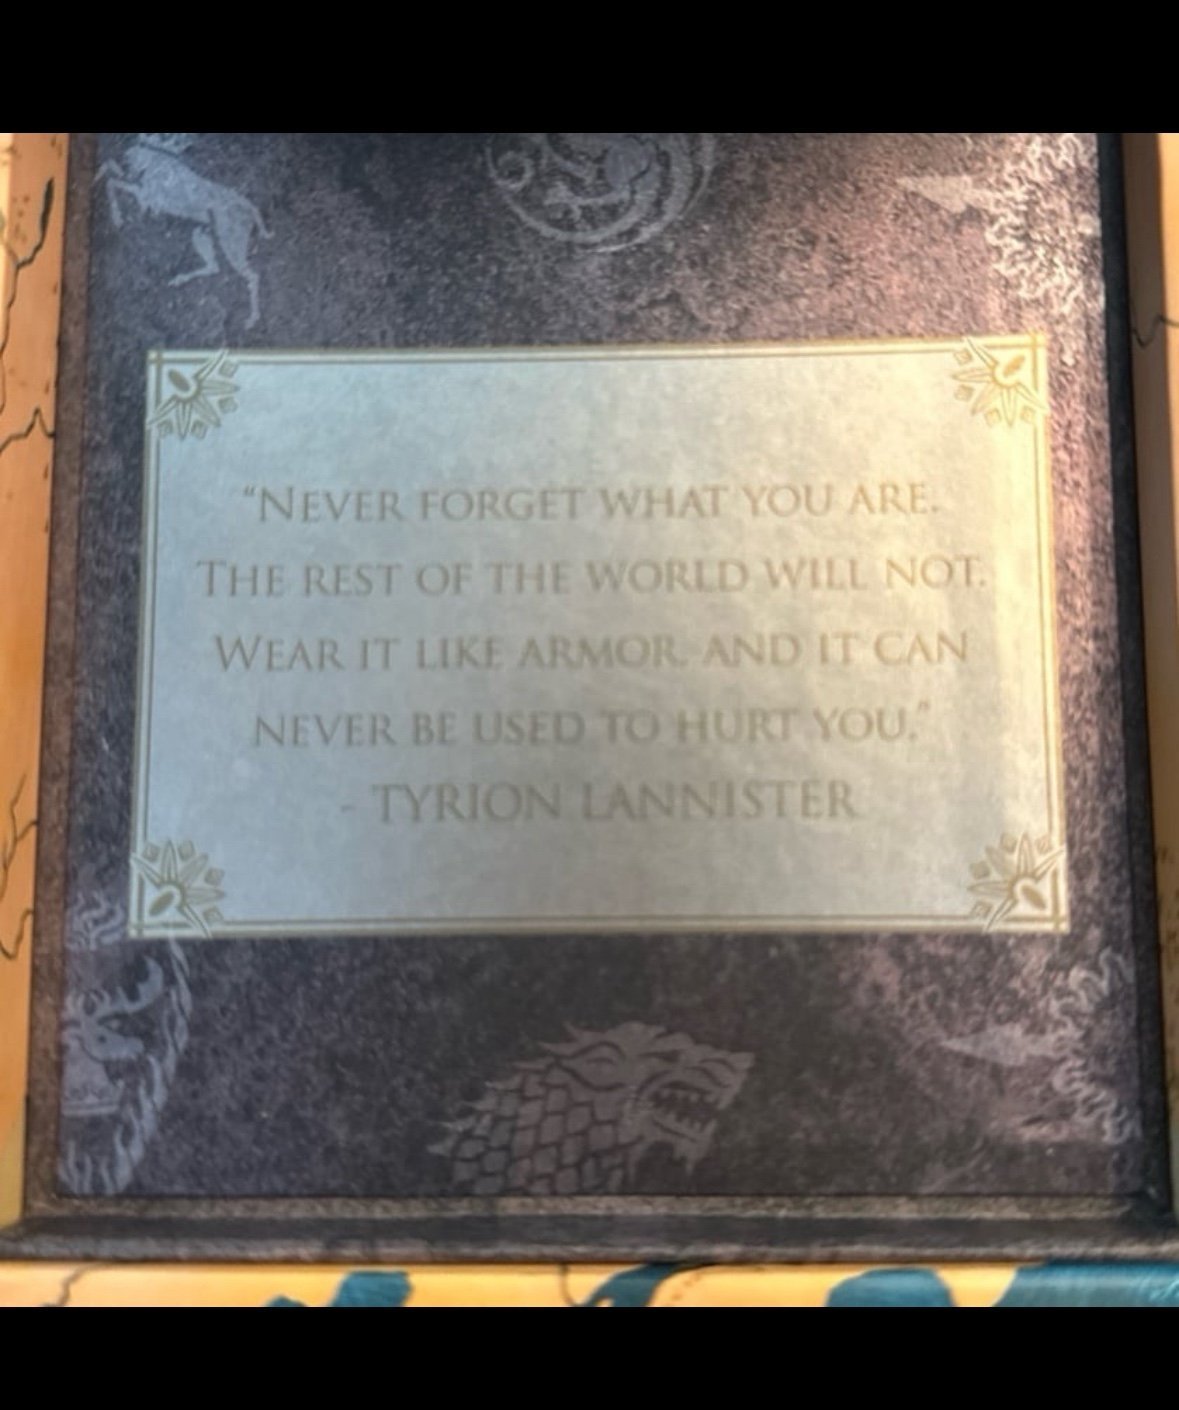 “NEVER FORGET WHAT YOU ARE.
THE REST OF THE WORLD WILL NOT.
WEAR IT LIKE ARMOR AND IT CAN
NEVER BE USED TO HURT YOU.”
- TYRION LANNISTER